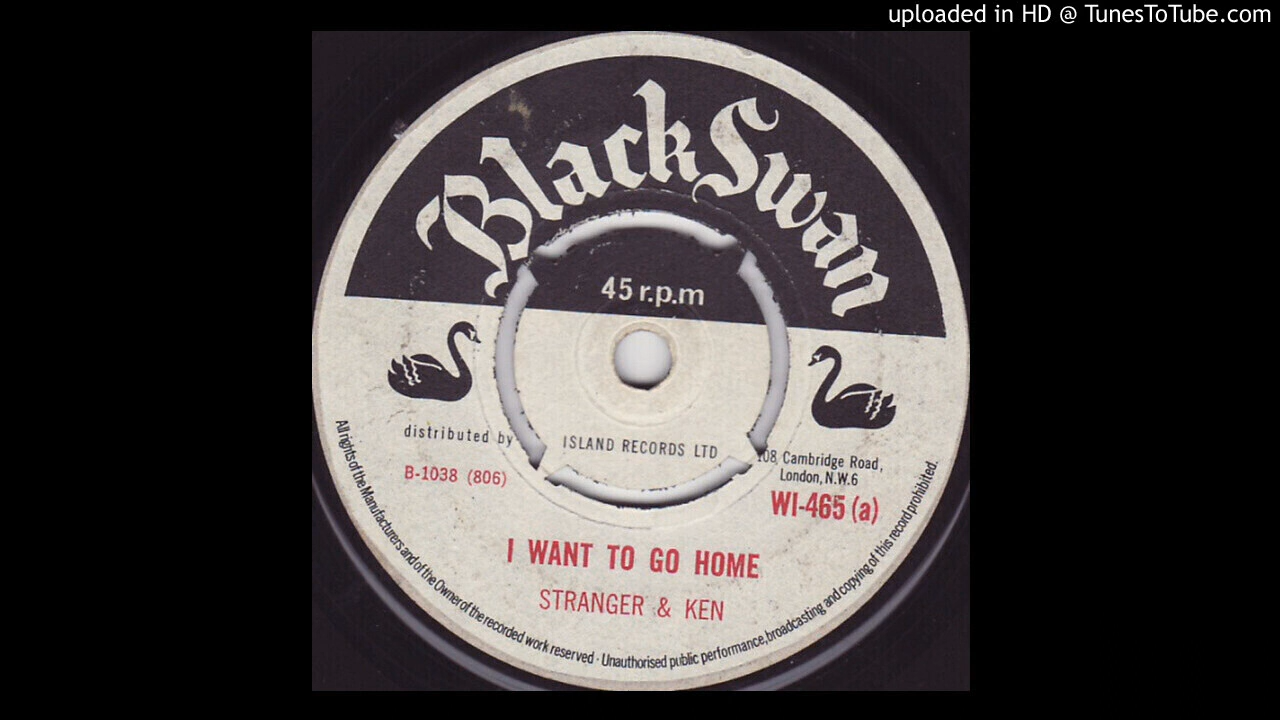 uploaded in HD @ TunesToTube.com
Black Swan
45 r.p.m
distributed by ISLAND RECORDS LTD 108 Cambridge Road,
London, N.W.6
B-1038 (806)
WI-465 (a)
I WANT TO GO HOME
STRANGER & KEN
All rights of the Manufacturers and of the Owner of the recorded work reserved · Unauthorised public performance, broadcasting and copying of this record prohibited.